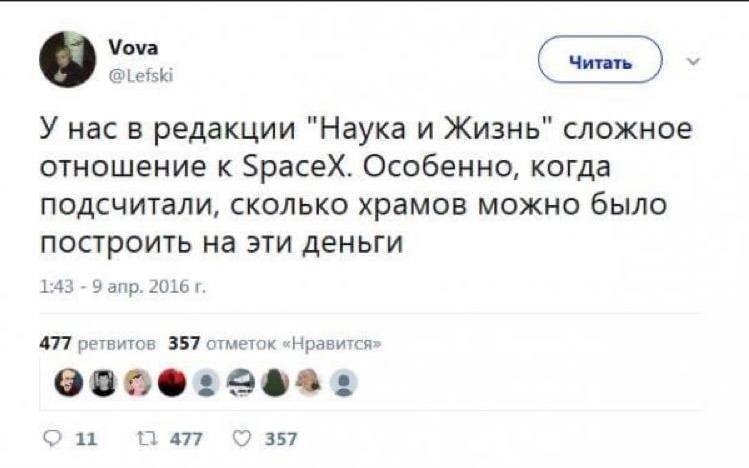 Vova
@Lefski
Читать
У нас в редакции "Наука и Жизнь" сложное
отношение к SpaceX. Особенно, когда
подсчитали, сколько храмов можно было
построить на эти деньги
1:43 - 9 апр. 2016 г.
477 ретвитов 357 отметок «Нравится»
11 477 357